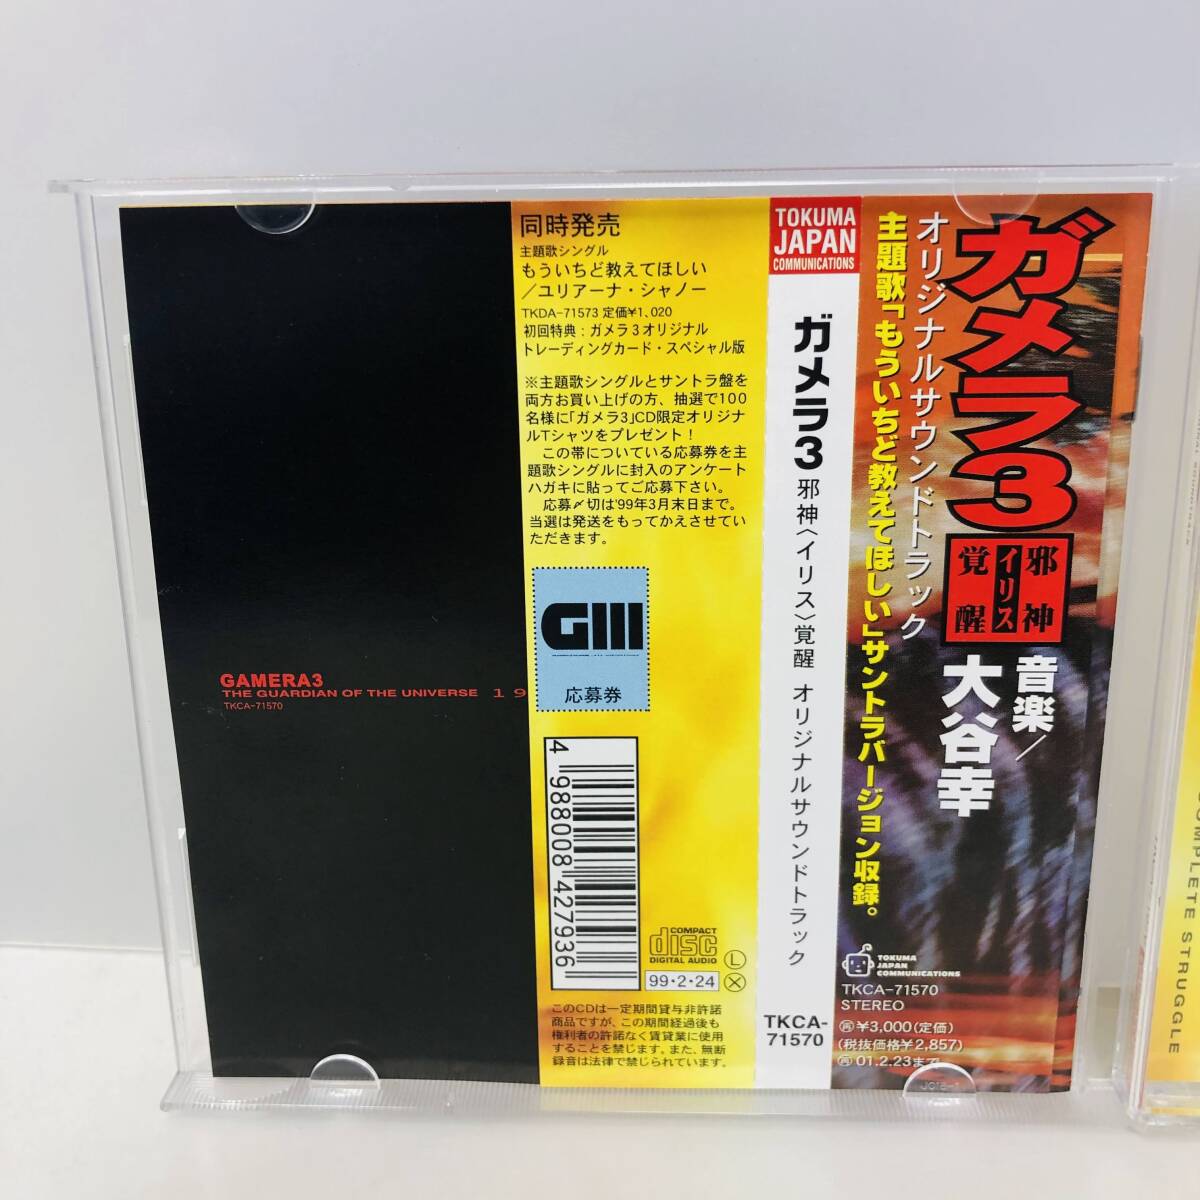 GAMERA3
THE GUARDIAN OF THE UNIVERSE 19
TKCA-71570
同時発売
主題歌シングル
もういちど教えてほしい
／ユリアーナ・シャノー
TKDA-71573 定価¥1,020
初回特典：ガメラ3オリジナル
トレーディングカード・スペシャル版
※主題歌シングルとサントラ盤を
両方お買い上げの方、抽選で100
名様に「ガメラ3」CD限定オリジナ
ルTシャツをプレゼント！
この帯についている応募券を主
題歌シングルに封入のアンケート
ハガキに貼ってご応募下さい。
応募〆切は'99年3月末日まで。
当選は発送をもってかえさせてい
ただきます。
GIII
応募券
4 988008 427936
COMPACT
disc
DIGITAL AUDIO
L
99・2・24
X
このCDは一定期間貸与非許諾
商品ですが、この期間経過後も
権利者の許諾なく賃貸業に使用
することを禁じます。また、無断
録音は法律で禁じられています。
TOKUMA
JAPAN
COMMUNICATIONS
ガメラ3 邪神〈イリス〉覚醒 オリジナルサウンドトラック
TKCA-
71570
ガメラ3
邪神
イリス
覚醒
オリジナルサウンドトラック
主題歌「もういちど教えてほしい」サントラバージョン収録。
音楽／
大谷幸
TOKUMA
JAPAN
COMMUNICATIONS
TKCA-71570
STEREO
¥3,000(定価)
(税抜価格¥2,857)
01.2.23まで
COMPLETE STRUGGLE